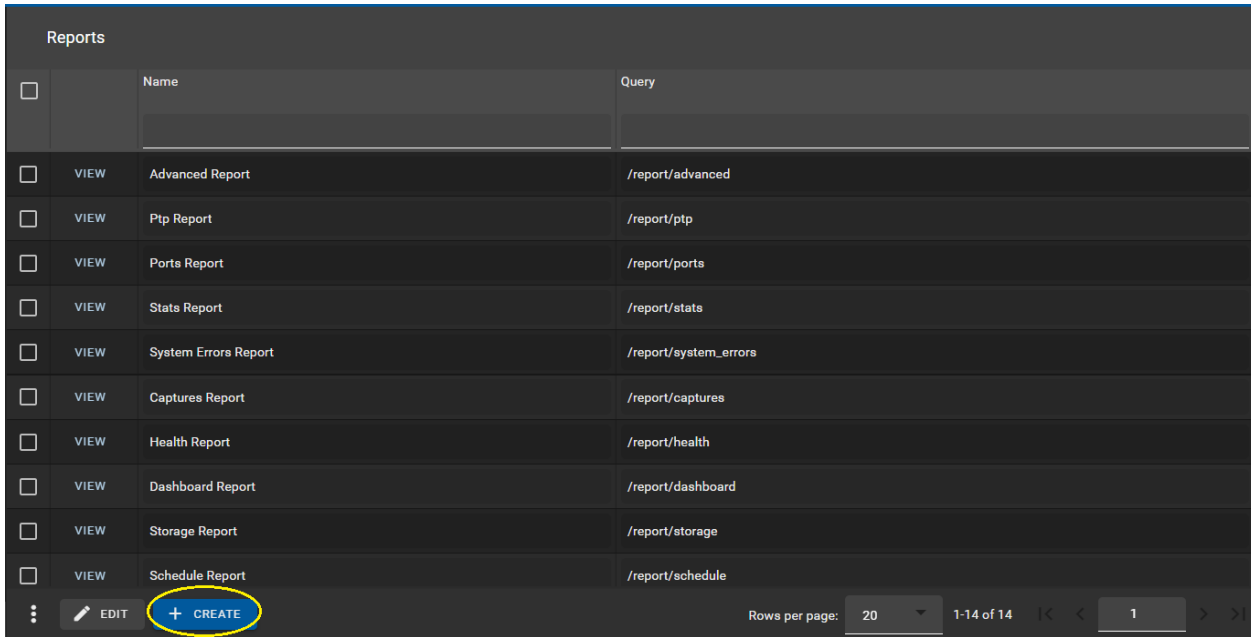 Reports
Name Query
VIEW Advanced Report /report/advanced
VIEW Ptp Report /report/ptp
VIEW Ports Report /report/ports
VIEW Stats Report /report/stats
VIEW System Errors Report /report/system_errors
VIEW Captures Report /report/captures
VIEW Health Report /report/health
VIEW Dashboard Report /report/dashboard
VIEW Storage Report /report/storage
VIEW Schedule Report /report/schedule
EDIT + CREATE Rows per page: 20 1-14 of 14 1